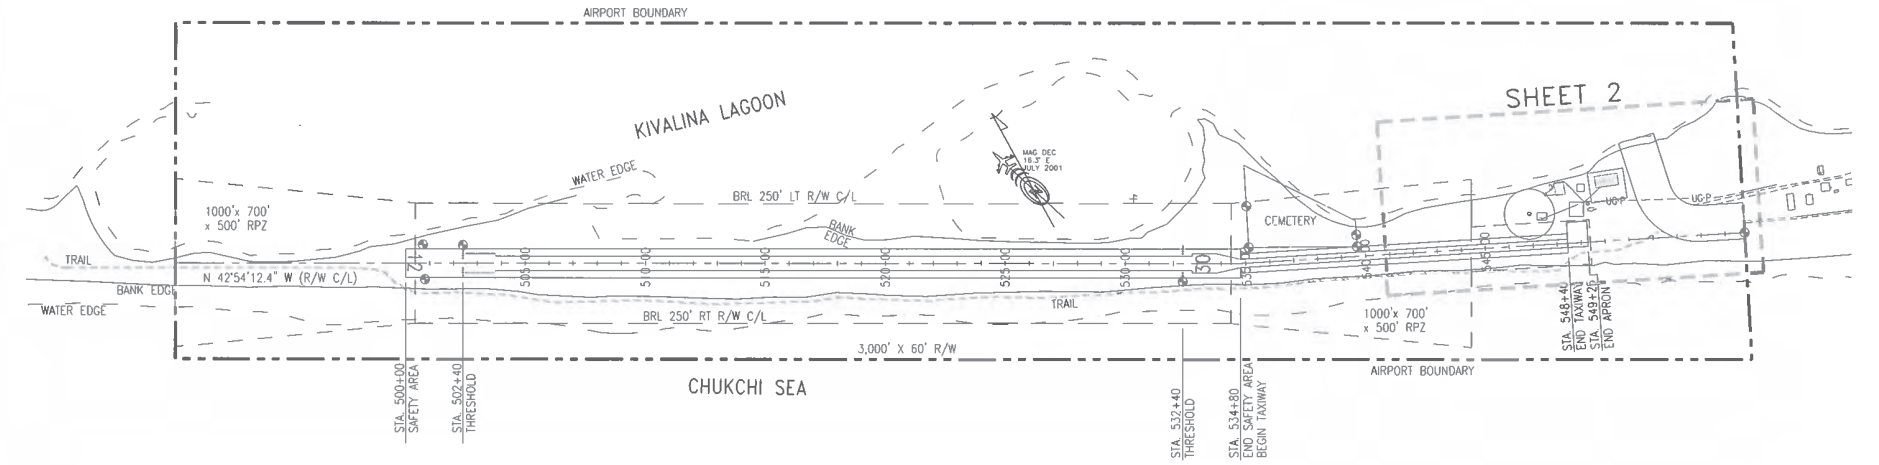 AIRPORT BOUNDARY
SHEET 2
KIVALINA LAGOON
MAG DEC
16.3° E
JULY 2001
WATER EDGE
BRL 250' LT R/W C/L
1000'x 700'
x 500' RPZ
CEMETERY
UG-P
UG-P
BANK
EDGE
TRAIL
12
30
N 42°54'12.4" W (R/W C/L)
505+00
510+00
515+00
520+00
525+00
530+00
540+00
545+00
BANK EDGE
WATER EDGE
TRAIL
BRL 250' RT R/W C/L
1000'x 700'
x 500' RPZ
3,000' X 60' R/W
AIRPORT BOUNDARY
CHUKCHI SEA
STA. 500+00
SAFETY AREA
STA. 502+40
THRESHOLD
STA. 532+40
THRESHOLD
STA. 534+80
END SAFETY AREA
BEGIN TAXIWAY
STA. 548+40
END TAXIWAY
STA. 549+25
END APRON